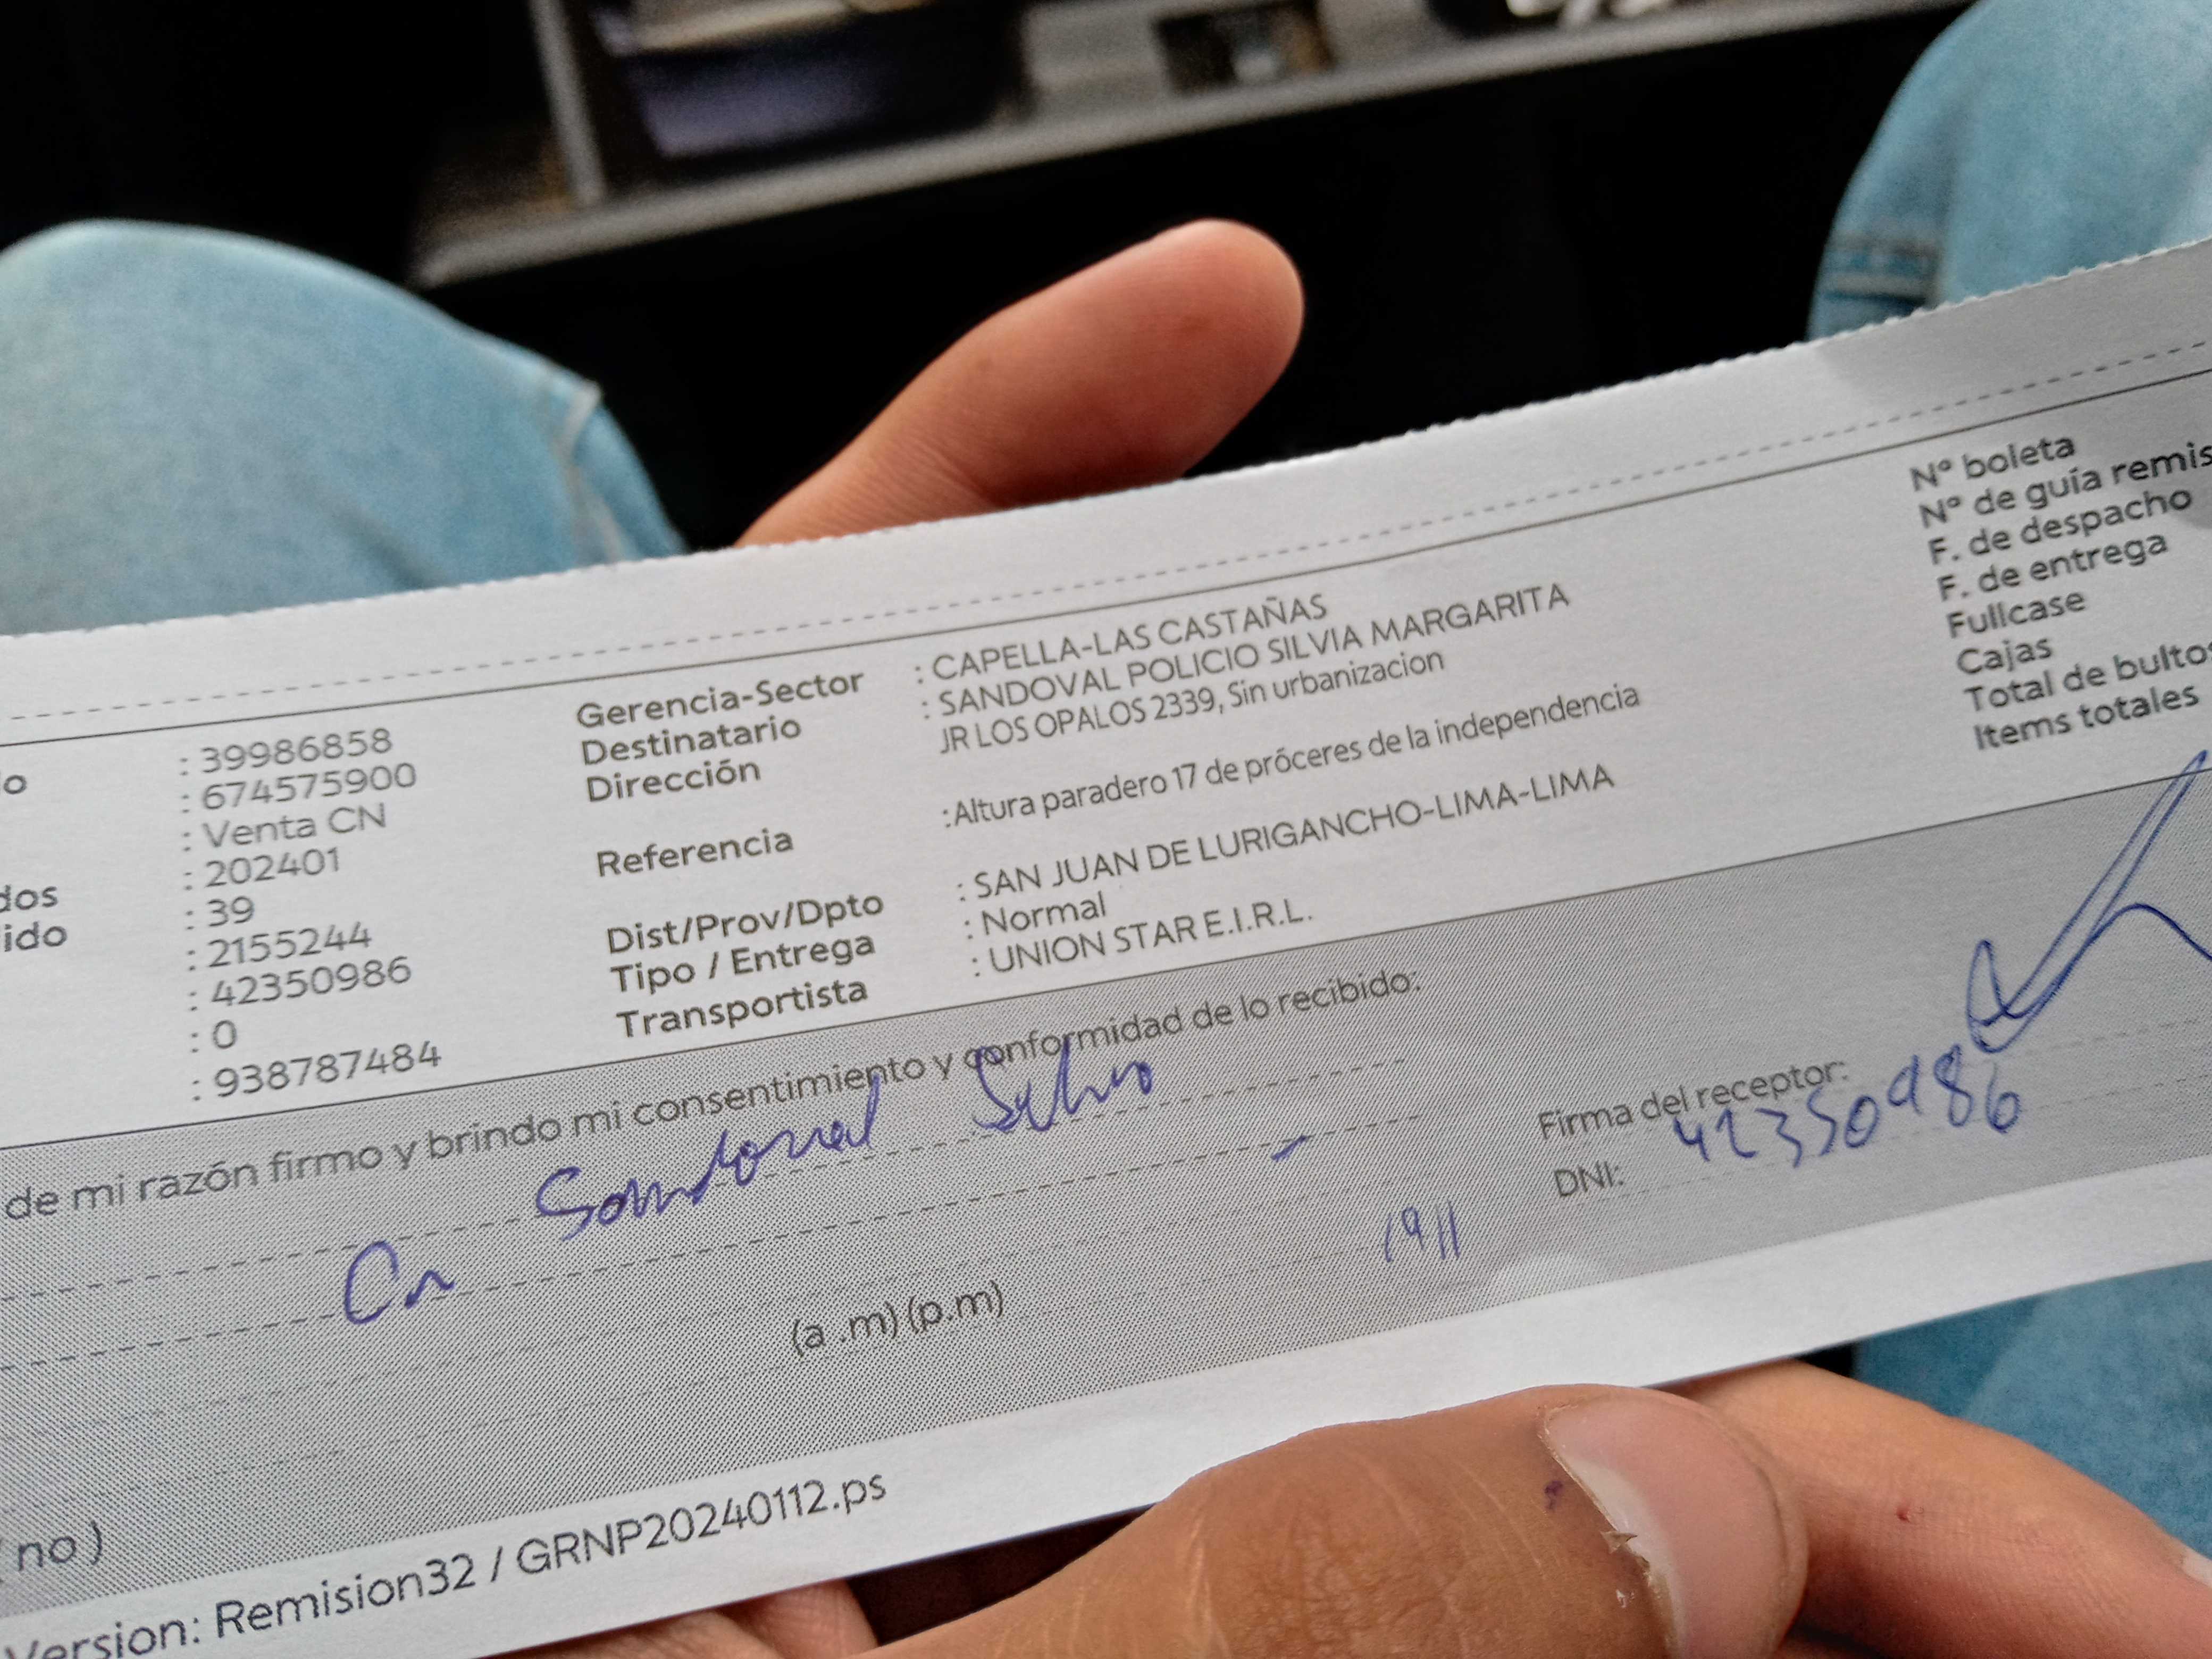 Nº boleta
Nº de guía remis
F. de despacho
F. de entrega
Fullcase
Cajas
Total de bulto
Items totales
o : 39986858
: 674575900
: Venta CN
: 202401
dos : 39
ido : 2155244
: 42350986
: 0
: 938787484
Gerencia-Sector : CAPELLA-LAS CASTAÑAS
Destinatario : SANDOVAL POLICIO SILVIA MARGARITA
Dirección JR LOS OPALOS 2339, Sin urbanizacion
Referencia :Altura paradero 17 de próceres de la independencia
Dist/Prov/Dpto : SAN JUAN DE LURIGANCHO-LIMA-LIMA
Tipo / Entrega : Normal
Transportista : UNION STAR E.I.R.L.
de mi razón firmo y brindo mi consentimiento y conformidad de lo recibido:
Sandoval
Firma del receptor:
DNI: 42350986
(a .m) (p.m)
no )
Version: Remision32 / GRNP20240112.ps